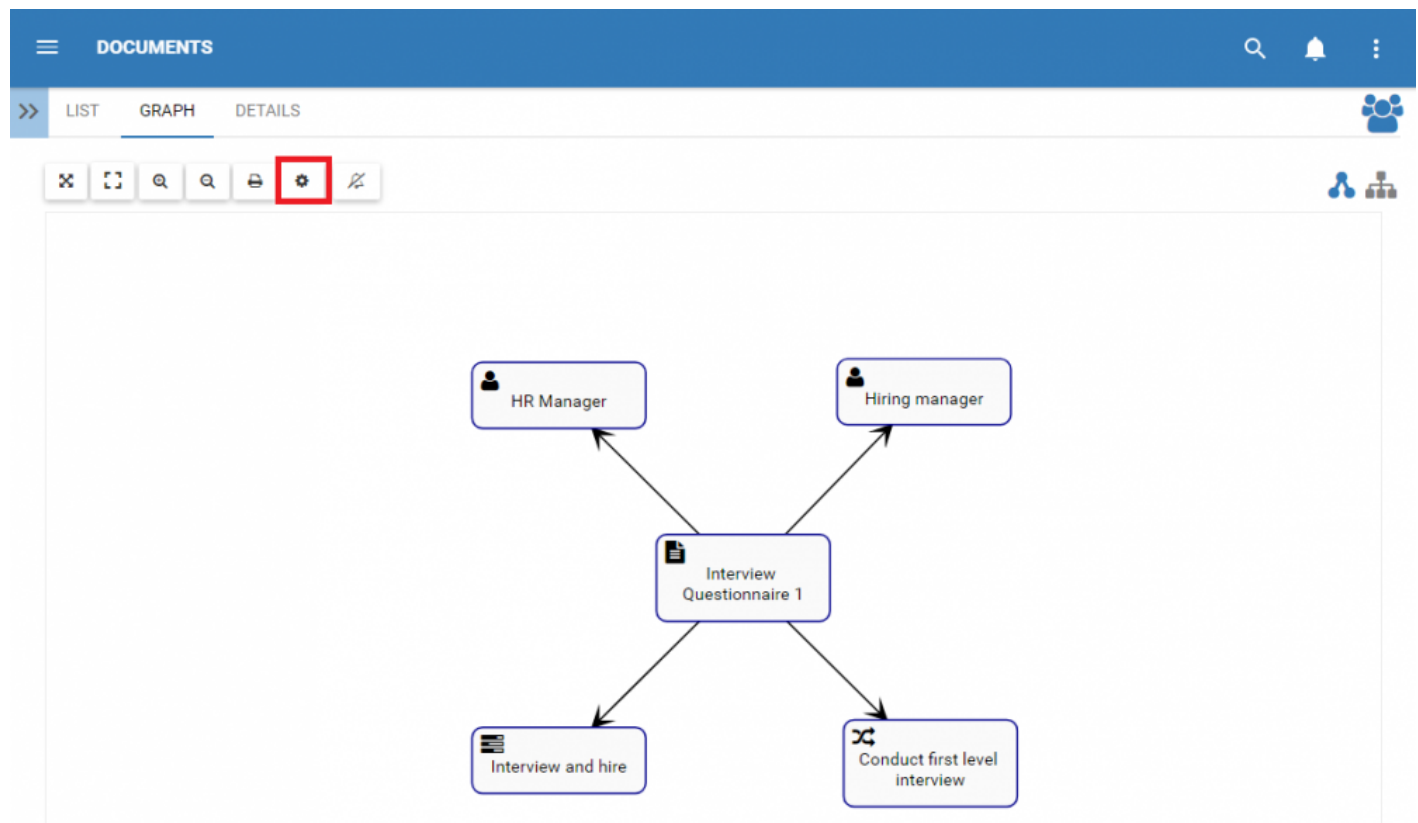 DOCUMENTS
LIST
GRAPH
DETAILS
HR Manager
Hiring manager
Interview
Questionnaire 1
Interview and hire
Conduct first level
interview